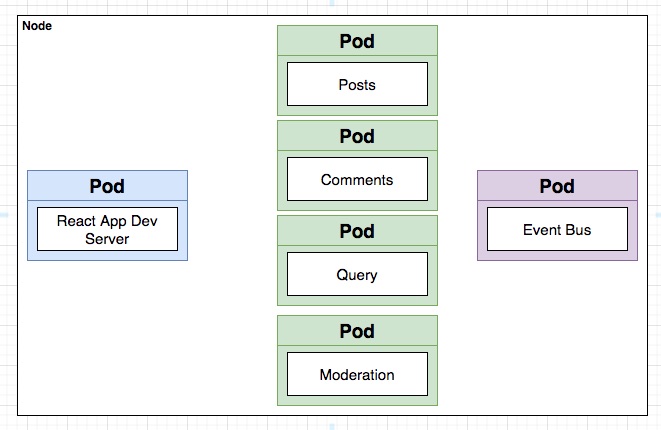 Node
Pod
Posts
Pod
Comments
Pod
React App Dev
Server
Pod
Event Bus
Pod
Query
Pod
Moderation